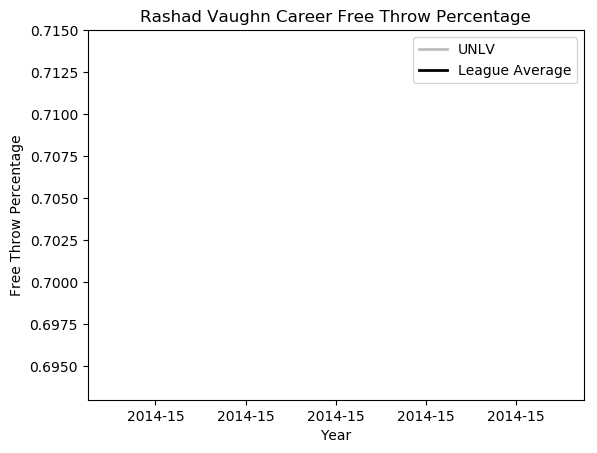 Rashad Vaughn Career Free Throw Percentage
UNLV
League Average
Free Throw Percentage
0.7150
0.7125
0.7100
0.7075
0.7050
0.7025
0.7000
0.6975
0.6950
2014-15 2014-15 2014-15 2014-15 2014-15
Year